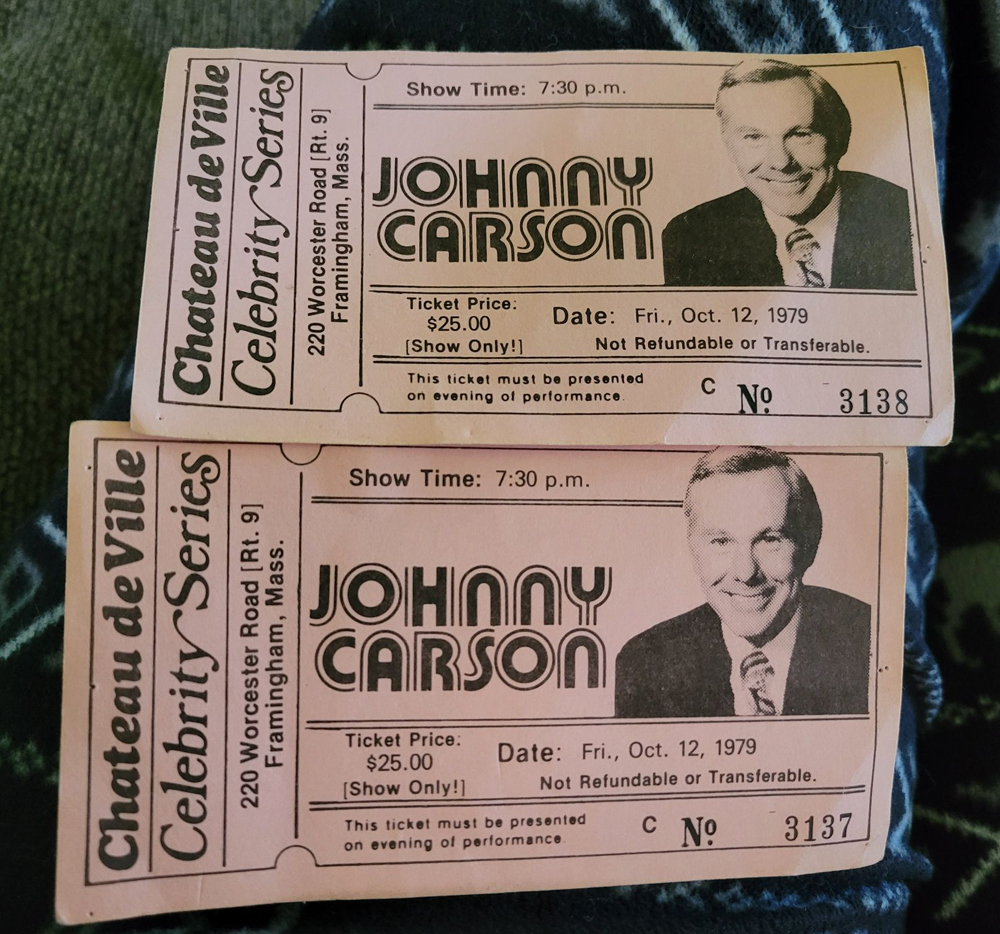 Chateau de Ville
Celebrity Series
220 Worcester Road [Rt. 9]
Framingham, Mass.
Show Time: 7:30 p.m.
JOHNNY
CARSON
Ticket Price:
$25.00
[Show Only!]
Date: Fri., Oct. 12, 1979
Not Refundable or Transferable.
This ticket must be presented
on evening of performance.
C Nº. 3138
Chateau de Ville
Celebrity Series
220 Worcester Road [Rt. 9]
Framingham, Mass.
Show Time: 7:30 p.m.
JOHNNY
CARSON
Ticket Price:
$25.00
[Show Only!]
Date: Fri., Oct. 12, 1979
Not Refundable or Transferable.
This ticket must be presented
on evening of performance.
C Nº. 3137